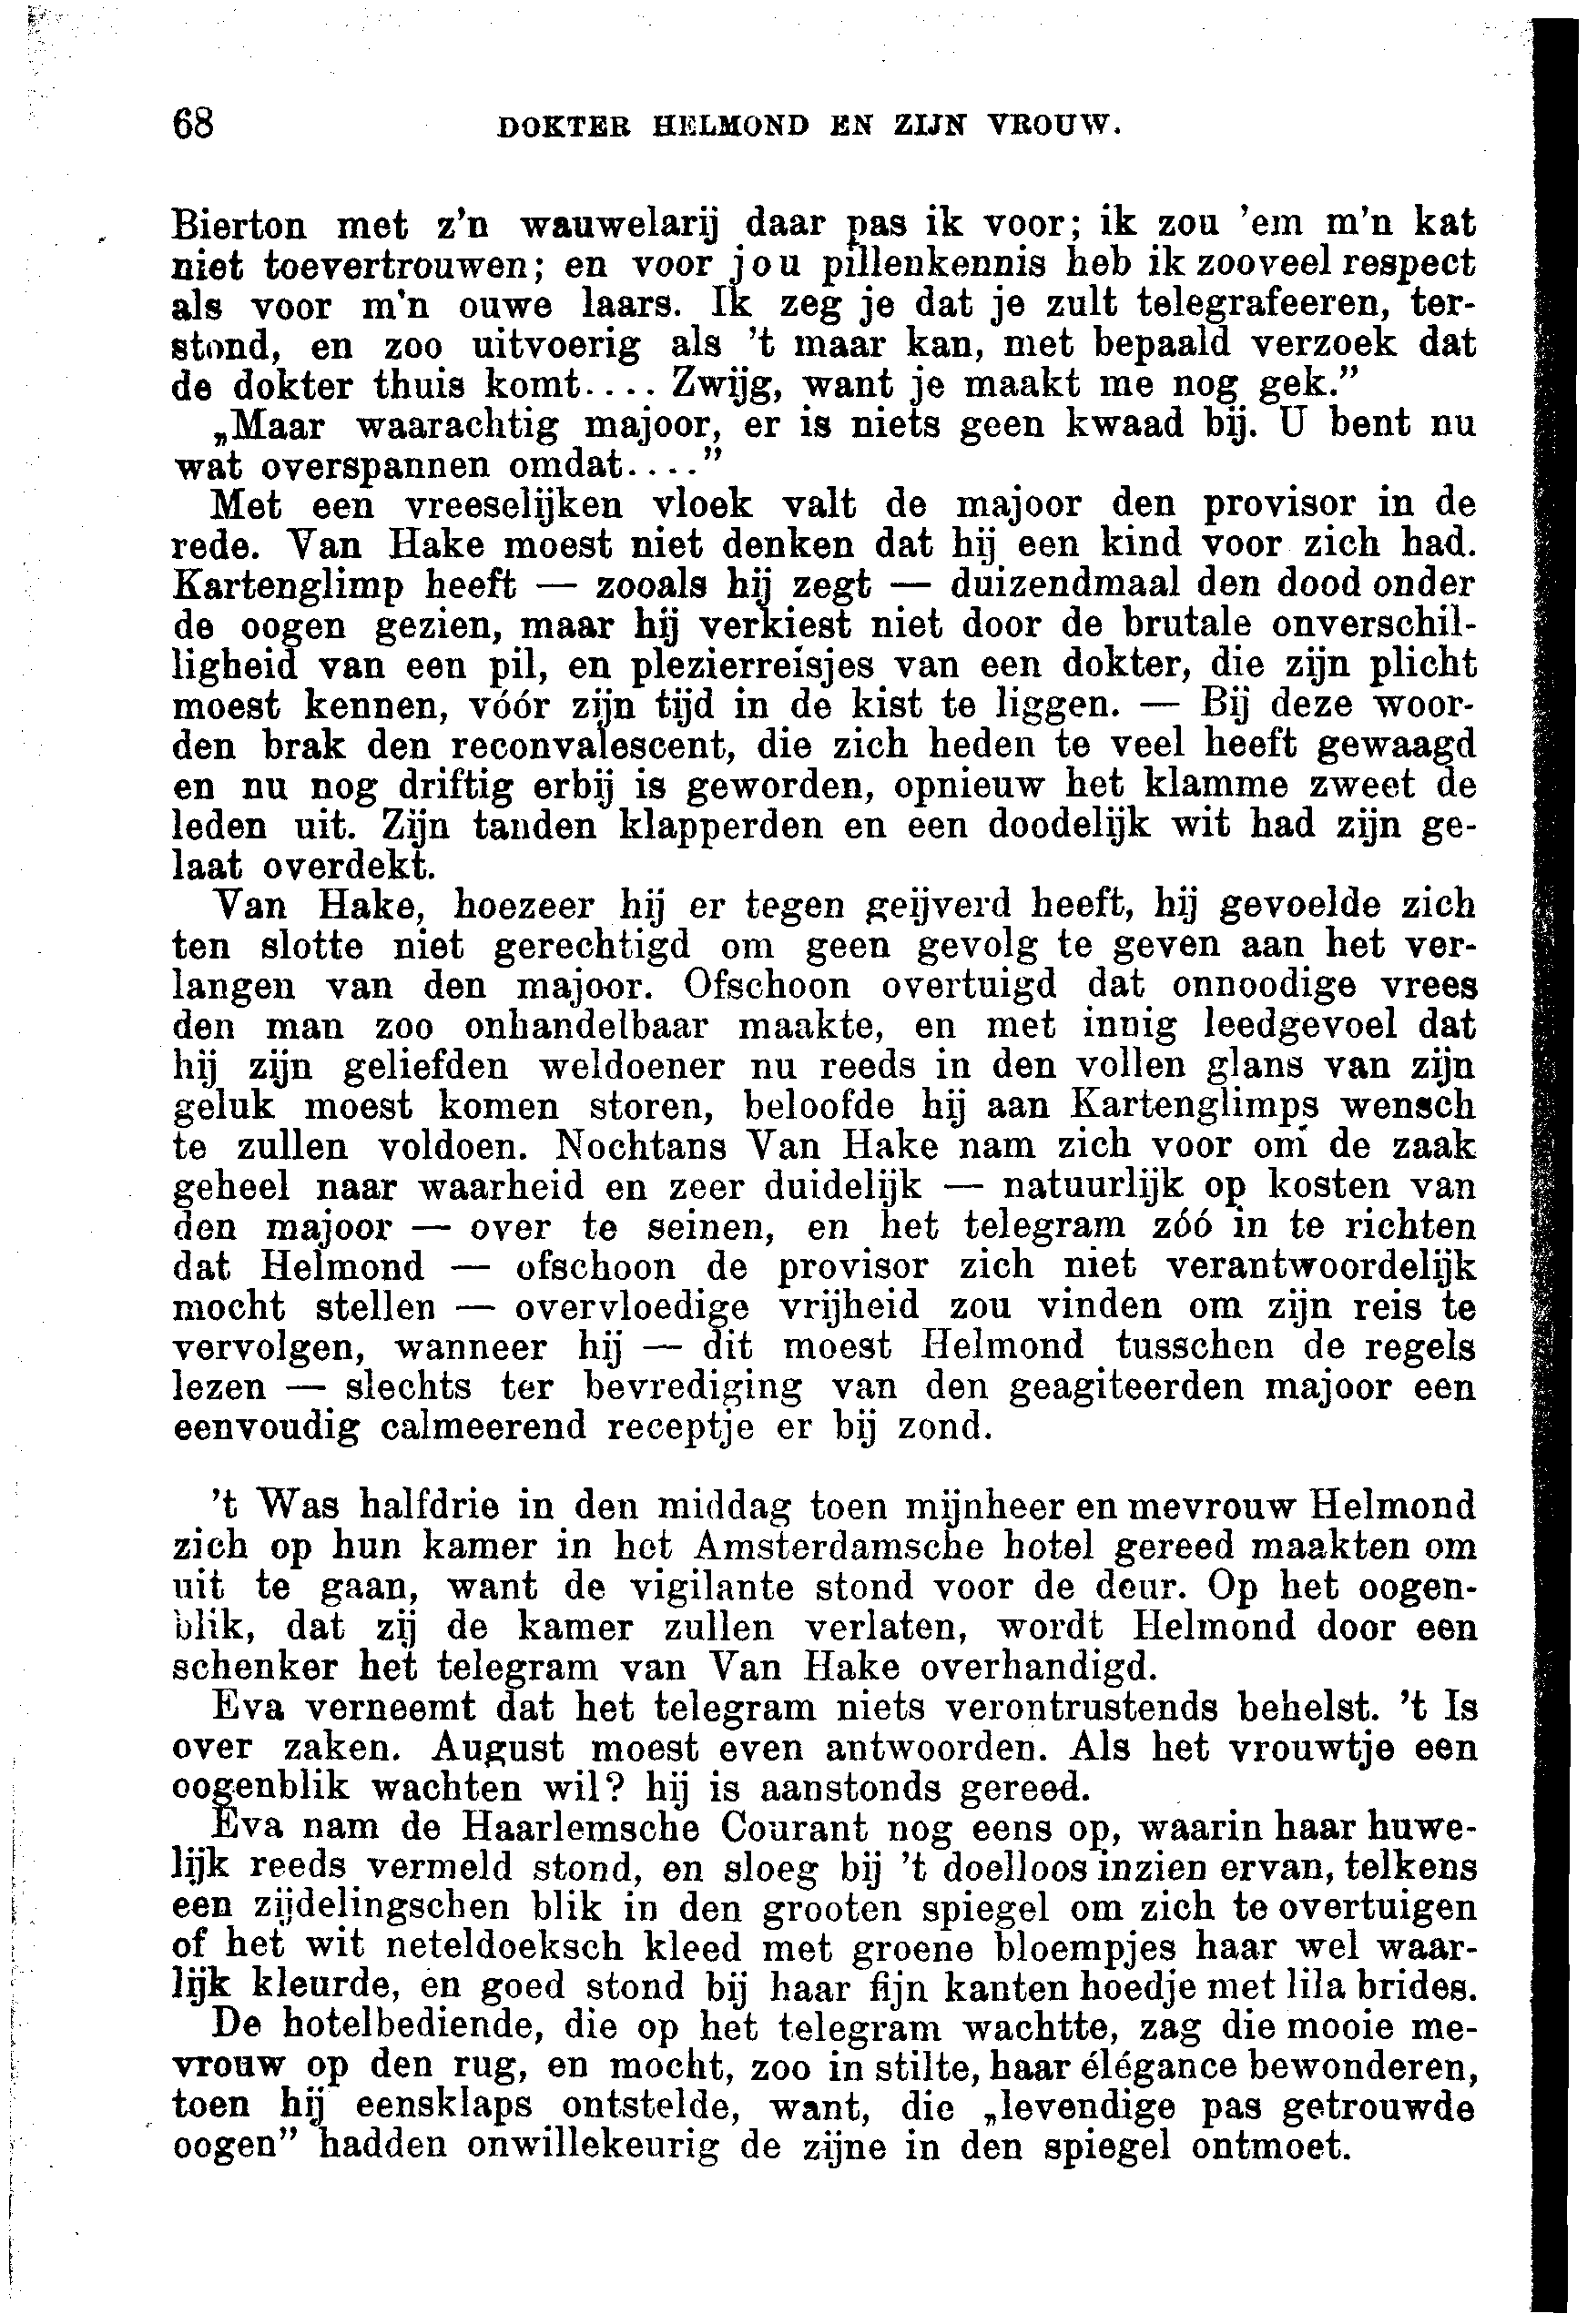 68 DOKTER HELMOND EN ZIJN VROUW.
Bierton met z'n wauwelarij daar pas ik voor; ik zou 'em m'n kat
niet toevertrouwen; en voor jou pillenkennis heb ik zooveel respect
als voor m'n ouwe laars. Ik zeg je dat je zult telegrafeeren, ter-
stond, en zoo uitvoerig als 't maar kan, met bepaald verzoek dat
de dokter thuis komt.... Zwijg, want je maakt me nog gek.”
„Maar waarachtig majoor, er is niets geen kwaad bij. U bent nu
wat overspannen omdat....”
Met een vreeselijken vloek valt de majoor den provisor in de
rede. Van Hake moest niet denken dat hij een kind voor zich had.
Kartenglimp heeft — zooals hij zegt — duizendmaal den dood onder
de oogen gezien, maar hij verkiest niet door de brutale onverschil-
ligheid van een pil, en plezierreisjes van een dokter, die zijn plicht
moest kennen, vóór zijn tijd in de kist te liggen. — Bij deze woor-
den brak den reconvalescent, die zich heden te veel heeft gewaagd
en nu nog driftig erbij is geworden, opnieuw het klamme zweet de
leden uit. Zijn tanden klapperden en een doodelijk wit had zijn ge-
laat overdekt.
Van Hake, hoezeer hij er tegen geijverd heeft, hij gevoelde zich
ten slotte niet gerechtigd om geen gevolg te geven aan het ver-
langen van den majoor. Ofschoon overtuigd dat onnoodige vrees
den man zoo onhandelbaar maakte, en met innig leedgevoel dat
hij zijn geliefden weldoener nu reeds in den vollen glans van zijn
geluk moest komen storen, beloofde hij aan Kartenglimps wensch
te zullen voldoen. Nochtans Van Hake nam zich voor om de zaak
geheel naar waarheid en zeer duidelijk — natuurlijk op kosten van
den majoor — over te seinen, en het telegram zóó in te richten
dat Helmond — ofschoon de provisor zich niet verantwoordelijk
mocht stellen — overvloedige vrijheid zou vinden om zijn reis te
vervolgen, wanneer hij — dit moest Helmond tusschen de regels
lezen — slechts ter bevrediging van den geagiteerden majoor een
eenvoudig calmeerend receptje er bij zond.
't Was halfdrie in den middag toen mijnheer en mevrouw Helmond
zich op hun kamer in het Amsterdamsche hotel gereed maakten om
uit te gaan, want de vigilante stond voor de deur. Op het oogen-
blik, dat zij de kamer zullen verlaten, wordt Helmond door een
schenker het telegram van Van Hake overhandigd.
Eva verneemt dat het telegram niets verontrustends behelst. 't Is
over zaken. August moest even antwoorden. Als het vrouwtje een
oogenblik wachten wil? hij is aanstonds gereed.
Eva nam de Haarlemsche Courant nog eens op, waarin haar huwe-
lijk reeds vermeld stond, en sloeg bij 't doelloos inzien ervan, telkens
een zijdelingschen blik in den grooten spiegel om zich te overtuigen
of het wit neteldoeksch kleed met groene bloempjes haar wel waar-
lijk kleurde, en goed stond bij haar fijn kanten hoedje met lila brides.
De hotelbediende, die op het telegram wachtte, zag die mooie me-
vrouw op den rug, en mocht, zoo in stilte, haar élégance bewonderen,
toen hij eensklaps ontstelde, want, die „levendige pas getrouwde
oogen” hadden onwillekeurig de zijne in den spiegel ontmoet.